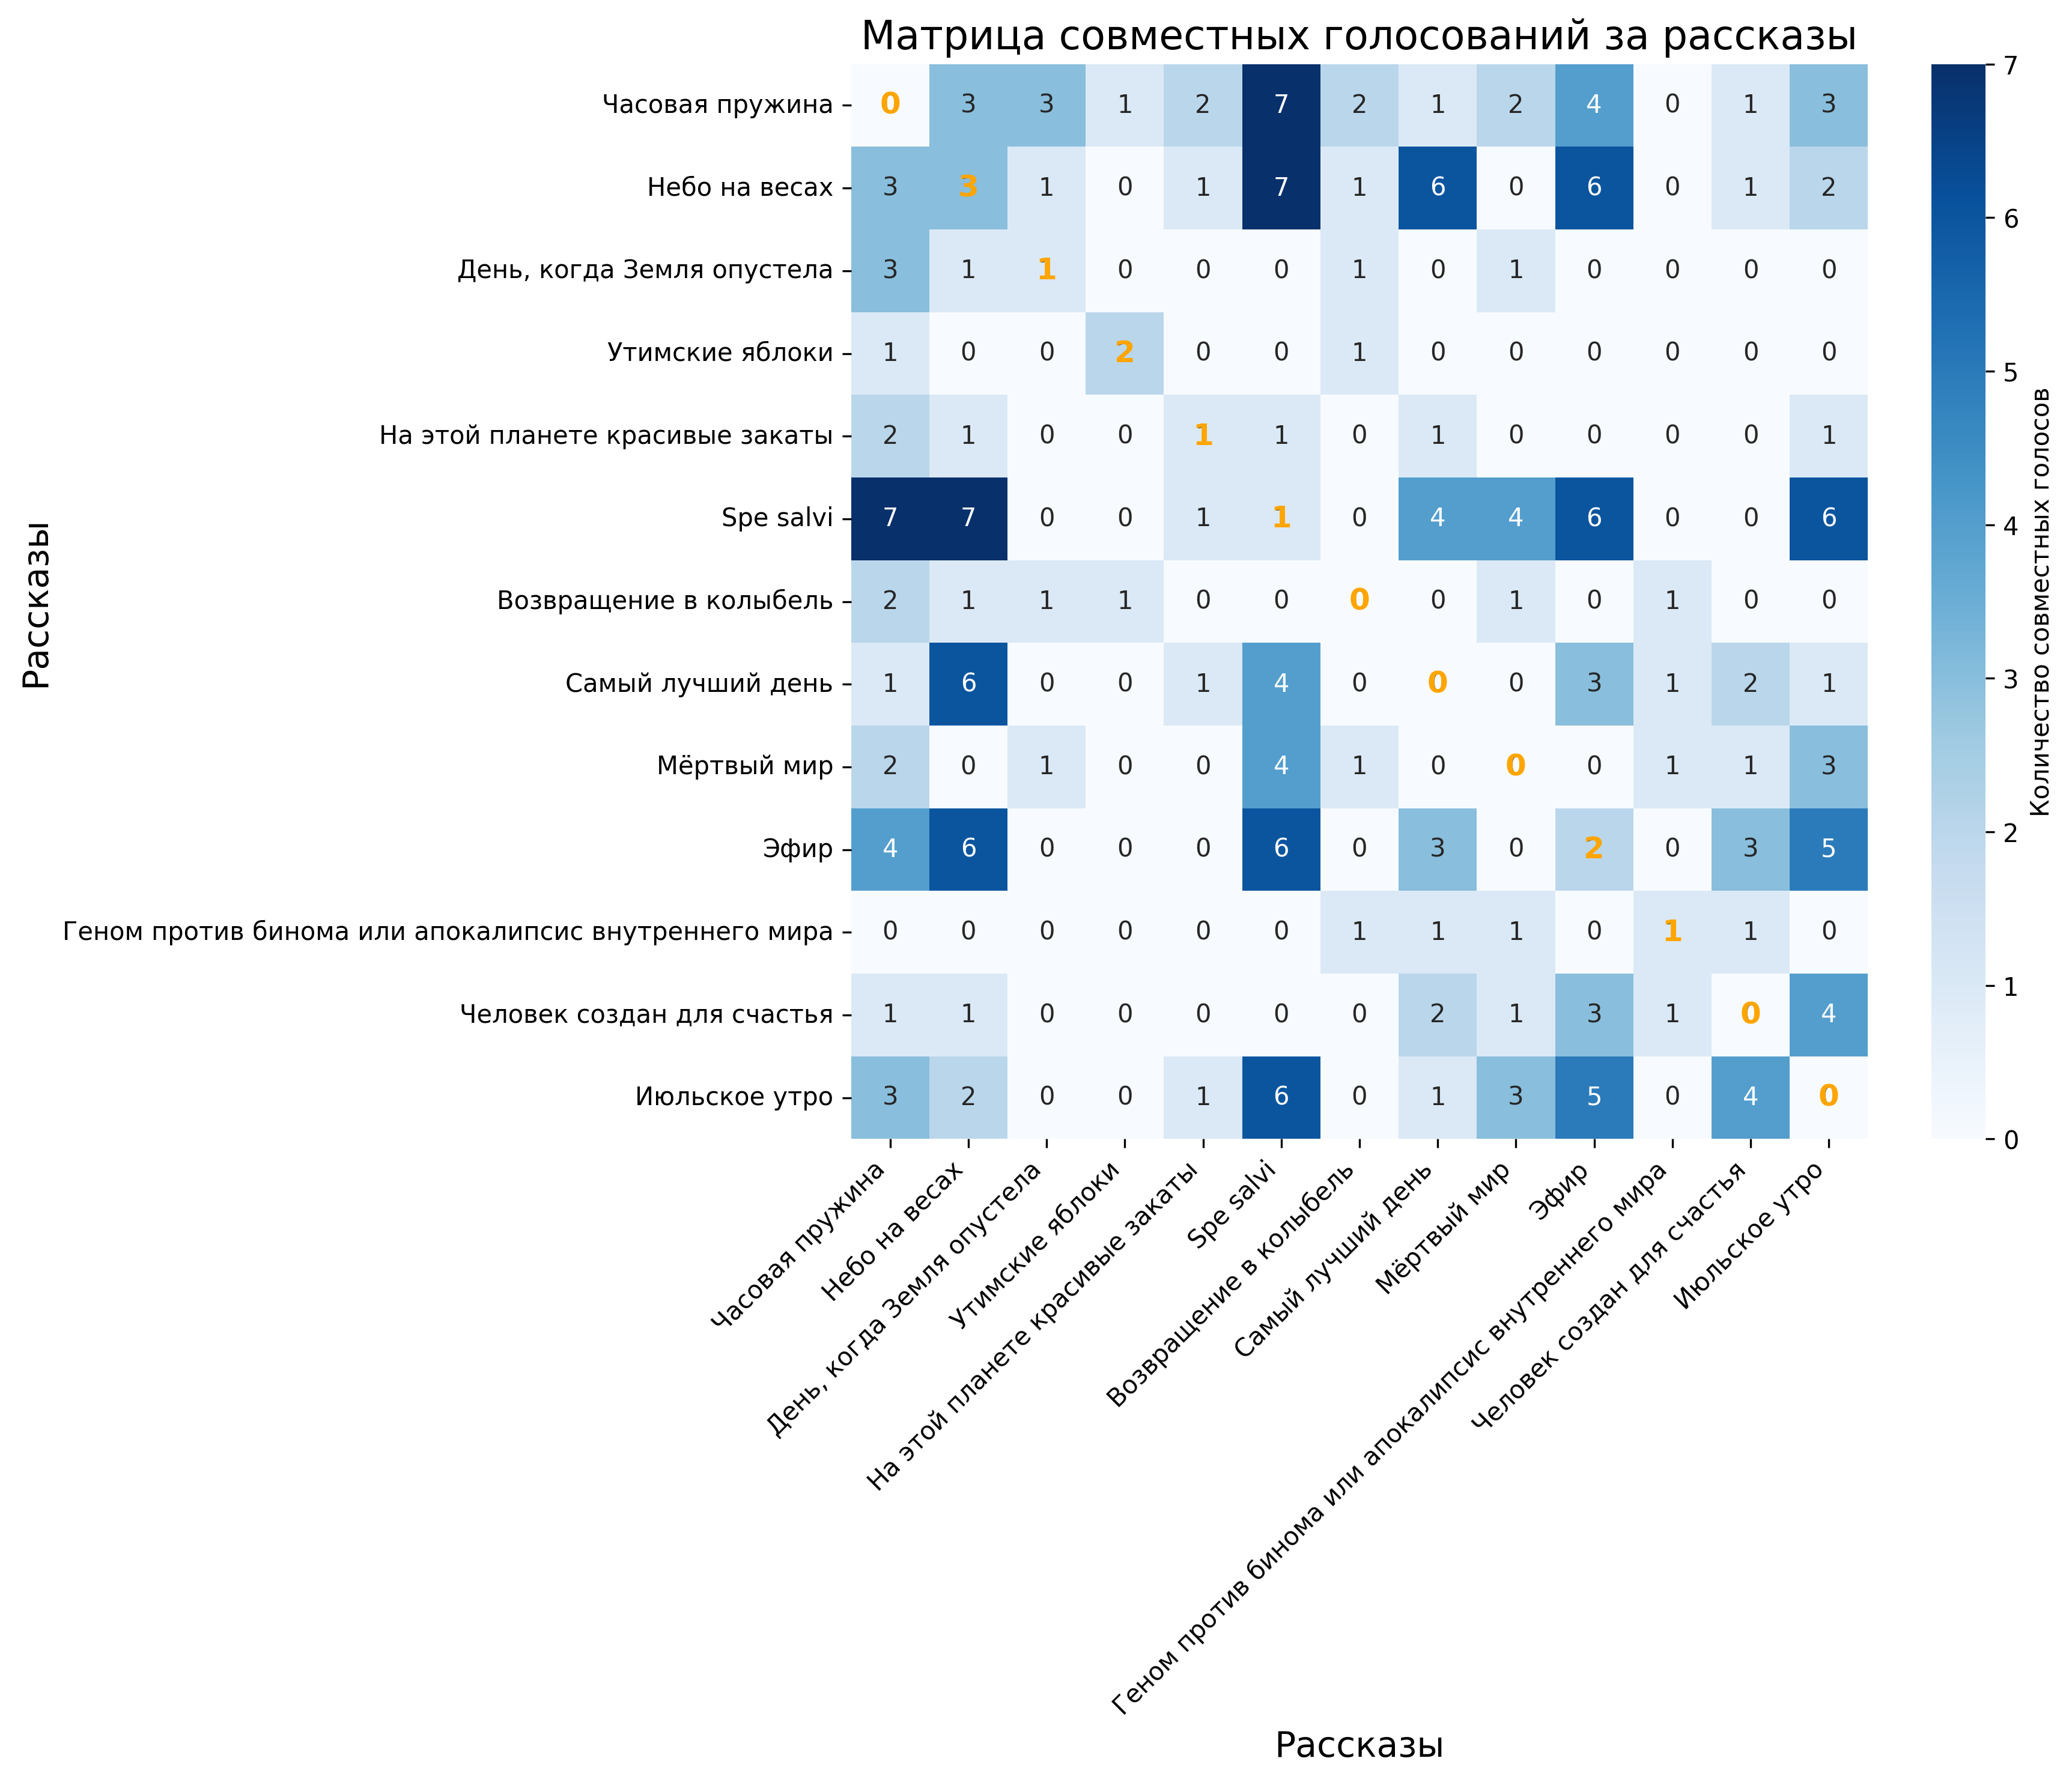 Матрица совместных голосований за рассказы
Часовая пружина 0 3 3 1 2 7 2 1 2 4 0 1 3
Небо на весах 3 3 1 0 1 7 1 6 0 6 0 1 2
День, когда Земля опустела 3 1 1 0 0 0 1 0 1 0 0 0 0
Утимские яблоки 1 0 0 2 0 0 1 0 0 0 0 0 0
На этой планете красивые закаты 2 1 0 0 1 1 0 1 0 0 0 0 1
Spe salvi 7 7 0 0 1 1 0 4 4 6 0 0 6
Возвращение в колыбель 2 1 1 1 0 0 0 0 1 0 1 0 0
Самый лучший день 1 6 0 0 1 4 0 0 0 3 1 2 1
Мёртвый мир 2 0 1 0 0 4 1 0 0 0 1 1 3
Эфир 4 6 0 0 0 6 0 3 0 2 0 3 5
Геном против бинома или апокалипсис внутреннего мира 0 0 0 0 0 0 1 1 1 0 1 1 0
Человек создан для счастья 1 1 0 0 0 0 0 2 1 3 1 0 4
Июльское утро 3 2 0 0 1 6 0 1 3 5 0 4 0
Рассказы
Часовая пружина
Небо на весах
День, когда Земля опустела
Утимские яблоки
На этой планете красивые закаты
Spe salvi
Возвращение в колыбель
Самый лучший день
Мёртвый мир
Эфир
Геном против бинома или апокалипсис внутреннего мира
Человек создан для счастья
Июльское утро
Рассказы
7
6
5
4
3
2
1
0
Количество совместных голосов